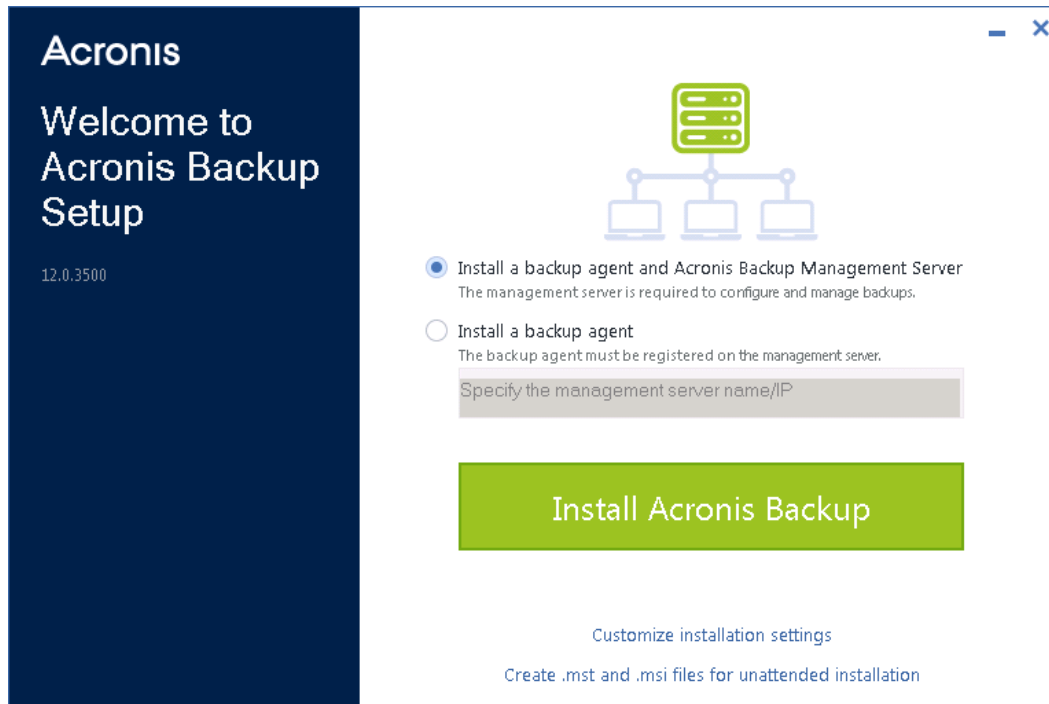 Acronis
Welcome to
Acronis Backup
Setup
12.0.3500
Install a backup agent and Acronis Backup Management Server
The management server is required to configure and manage backups.
Install a backup agent
The backup agent must be registered on the management server.
Specify the management server name/IP
Install Acronis Backup
Customize installation settings
Create .mst and .msi files for unattended installation